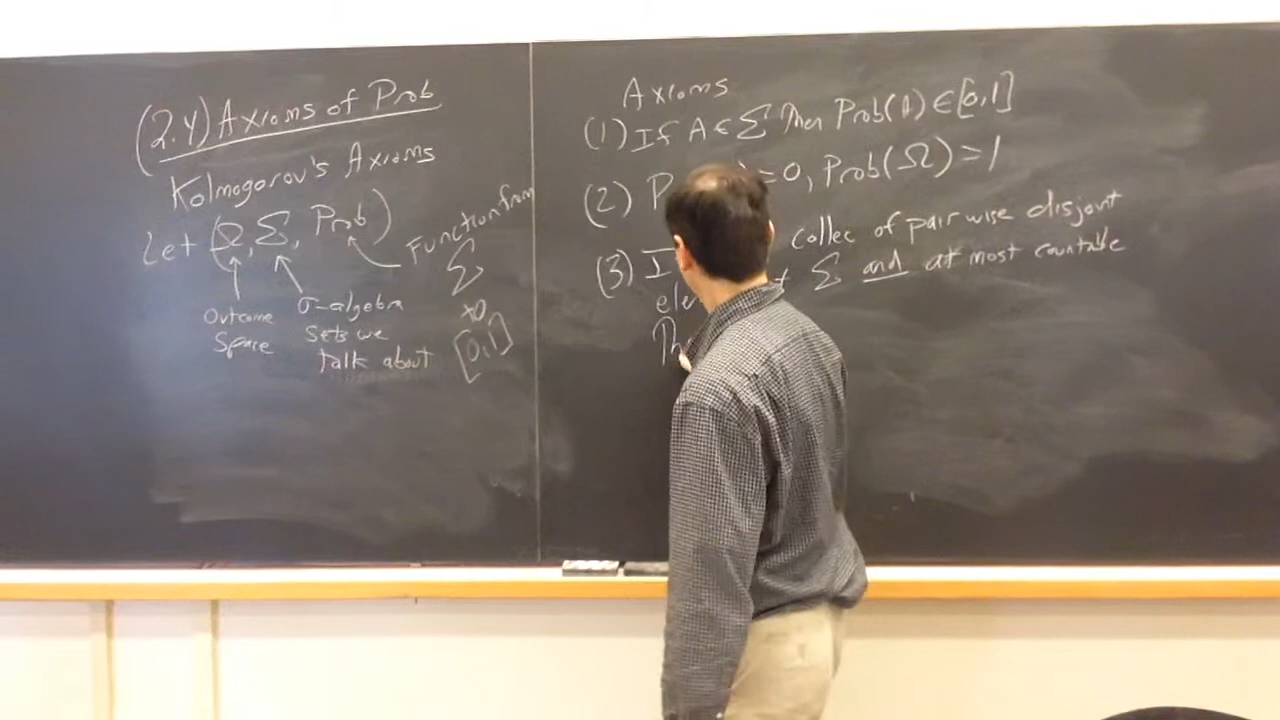 (2.4) Axioms of Prob
Kolmogorov's Axioms
Let (Ω, Σ, Prob)
Function from
Σ
to
[0,1]
Outcome
Space
σ-algebra
Sets we
talk about
Axioms
(1) If A ∈ Σ Then Prob(A) ∈ [0,1]
(2) P =0, Prob(Ω) = 1
(3) I collec of pairwise disjoint
Σ and at most countable